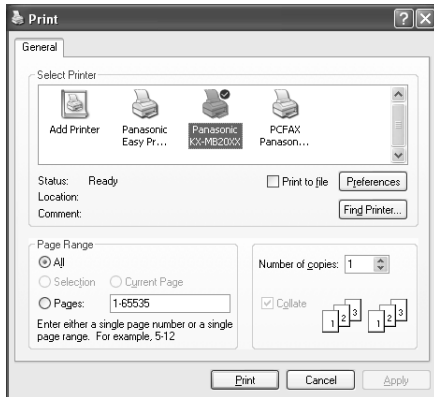 Print
General
Select Printer
Add Printer
Panasonic
Easy Pr...
Panasonic
KX-MB20XX
PCFAX
Panason...
Status: Ready
Location:
Comment:
Print to file
Preferences
Find Printer...
Page Range
All
Selection
Current Page
Pages: 1-65535
Enter either a single page number or a single
page range. For example, 5-12
Number of copies: 1
Collate
1 2 3 1 2 3
Print
Cancel
Apply